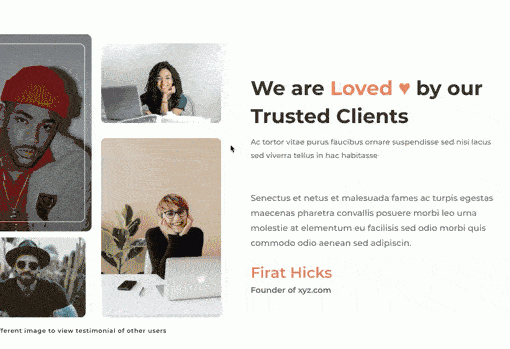 We are Loved ♥ by our
Trusted Clients
Ac tortor vitae purus faucibus ornare suspendisse sed nisi lacus
sed viverra tellus in hac habitasse
Senectus et netus et malesuada fames ac turpis egestas
maecenas pharetra convallis posuere morbi leo urna
molestie at elementum eu facilisis sed odio morbi quis
commodo odio aenean sed adipiscin.
Firat Hicks
Founder of xyz.com
fferent image to view testimonial of other users